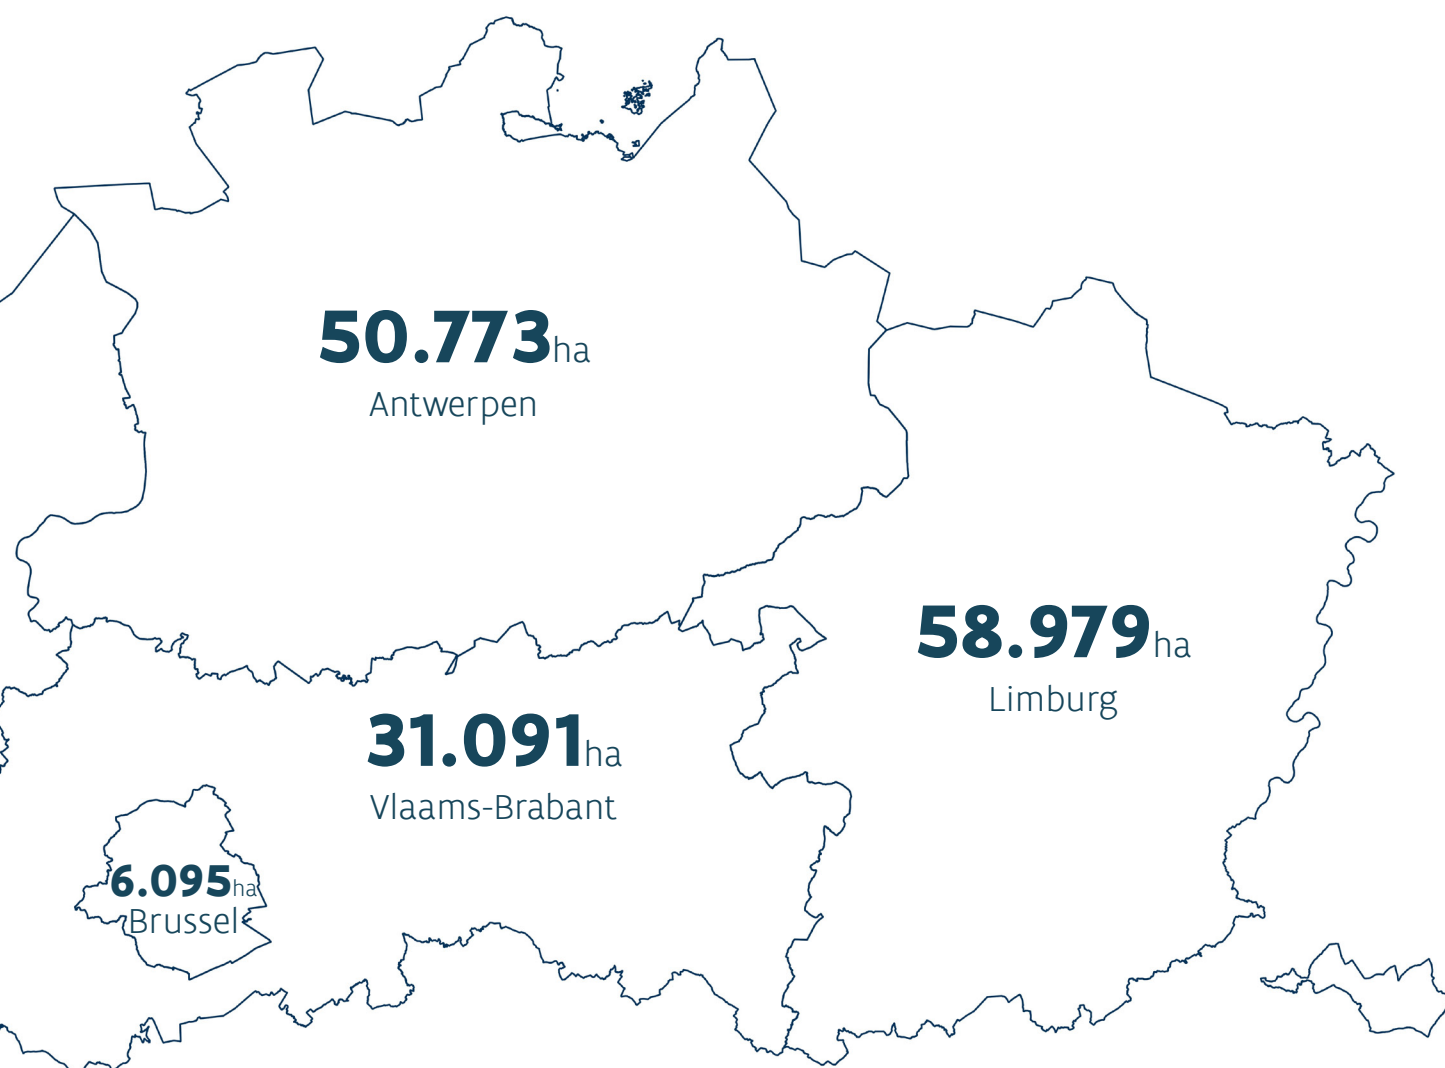 50.773ha
Antwerpen
58.979ha
Limburg
31.091ha
Vlaams-Brabant
6.095ha
Brussel